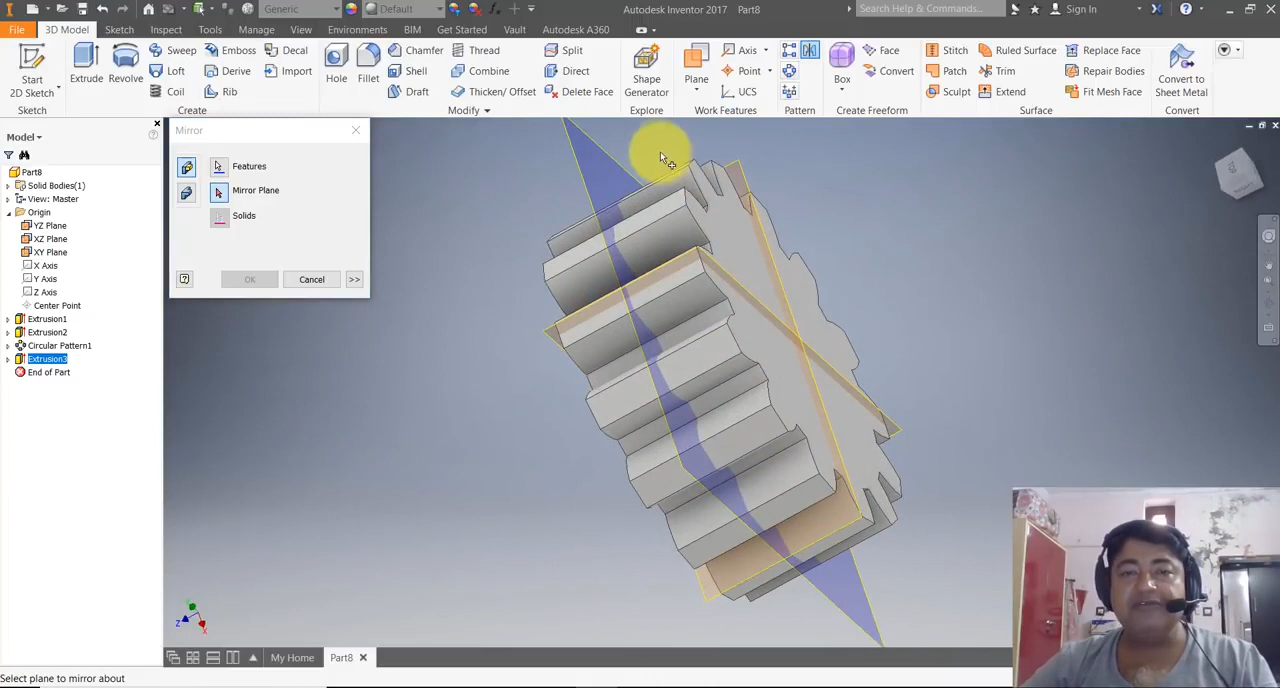 Generic
Default
Autodesk Inventor 2017 Part8
Search Help & Commands...
Sign In
File
3D Model
Sketch
Inspect
Tools
Manage
View
Environments
BIM
Get Started
Vault
Autodesk A360
Start
2D Sketch
Sketch
Extrude
Revolve
Sweep
Emboss
Decal
Loft
Derive
Import
Coil
Rib
Create
Hole
Fillet
Chamfer
Thread
Split
Shell
Combine
Direct
Draft
Thicken/ Offset
Delete Face
Modify
Shape
Generator
Explore
Plane
Axis
Point
UCS
Work Features
Pattern
Box
Face
Convert
Create Freeform
Stitch
Ruled Surface
Replace Face
Patch
Trim
Repair Bodies
Sculpt
Extend
Fit Mesh Face
Surface
Convert to
Sheet Metal
Convert
Model
Part8
Solid Bodies(1)
View: Master
Origin
YZ Plane
XZ Plane
XY Plane
X Axis
Y Axis
Z Axis
Center Point
Extrusion1
Extrusion2
Circular Pattern1
Extrusion3
End of Part
Mirror
Features
Mirror Plane
Solids
OK
Cancel
>>
Z
X
My Home
Part8
Select plane to mirror about